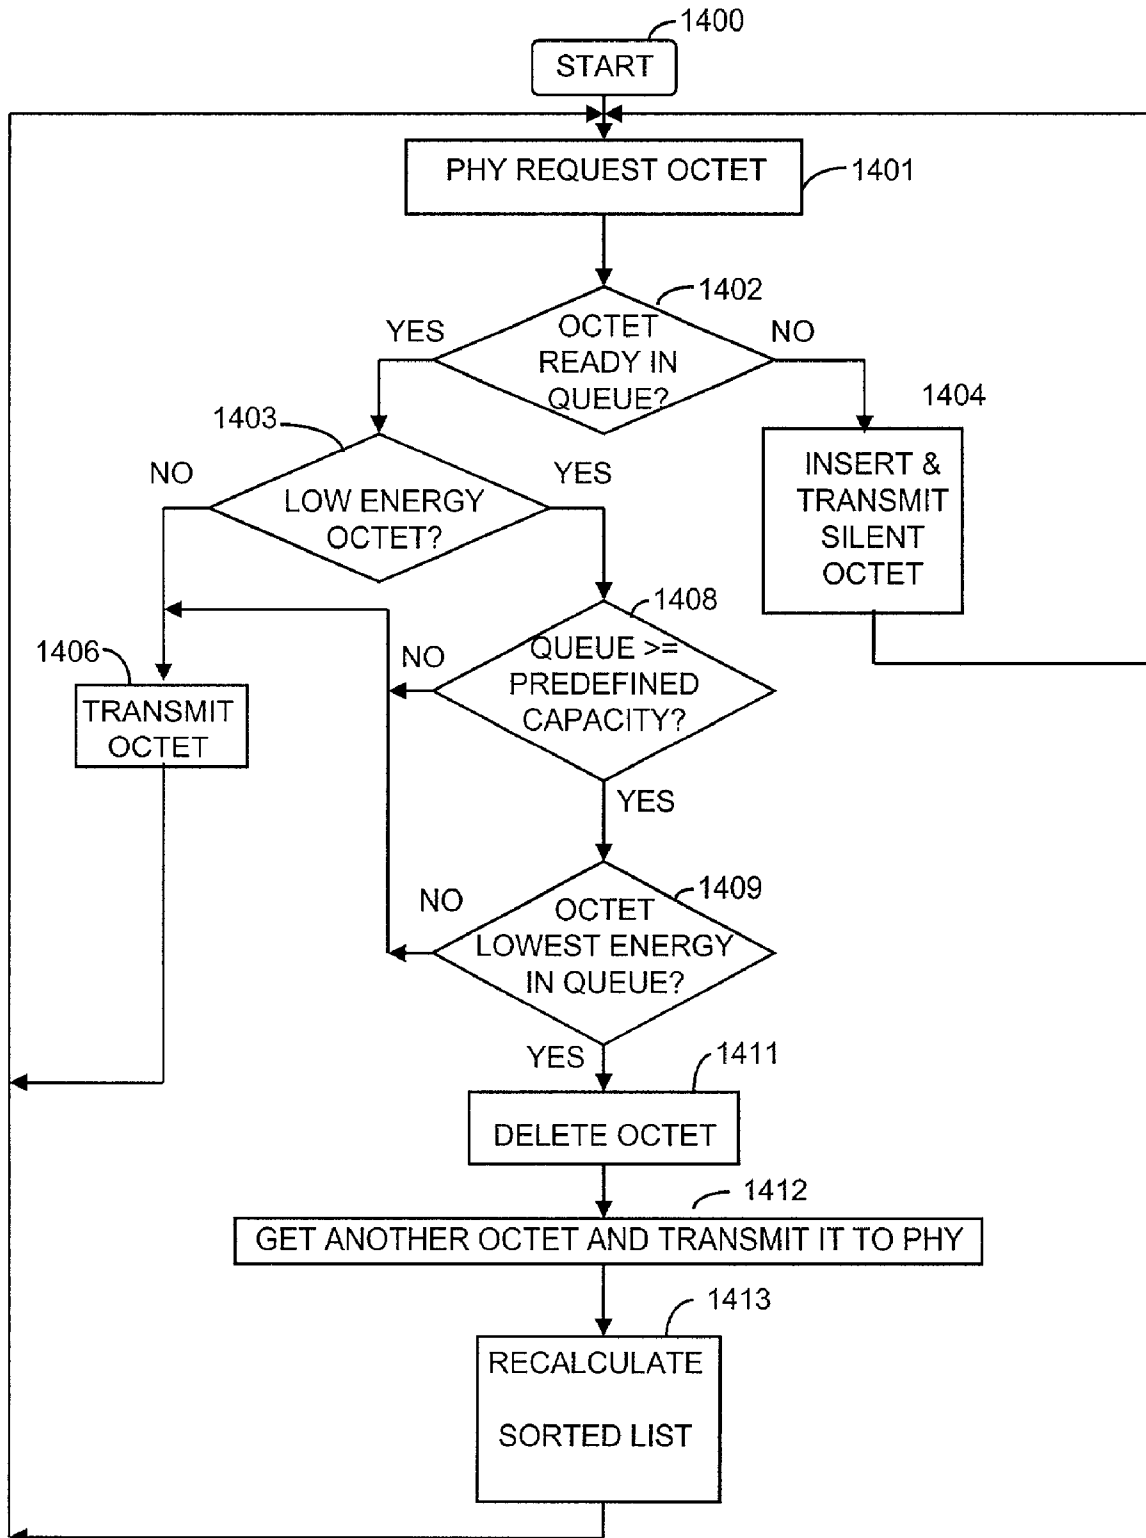 1400
START
PHY REQUEST OCTET
1401
1402
YES
OCTET
READY IN
QUEUE?
NO
1403
1404
NO
LOW ENERGY
OCTET?
YES
INSERT &
TRANSMIT
SILENT
OCTET
1408
1406
NO
QUEUE >=
PREDEFINED
CAPACITY?
TRANSMIT
OCTET
YES
1409
NO
OCTET
LOWEST ENERGY
IN QUEUE?
YES
1411
DELETE OCTET
1412
GET ANOTHER OCTET AND TRANSMIT IT TO PHY
1413
RECALCULATE
SORTED LIST